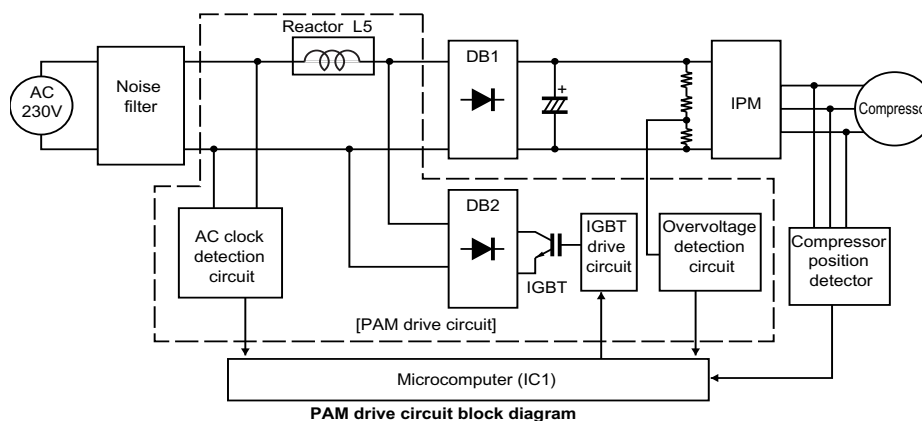 Reactor L5
AC
230V
Noise
filter
DB1
+
IPM
Compressor
AC clock
detection
circuit
DB2
IGBT
IGBT
drive
circuit
Overvoltage
detection
circuit
Compressor
position
detector
[PAM drive circuit]
Microcomputer (IC1)
PAM drive circuit block diagram